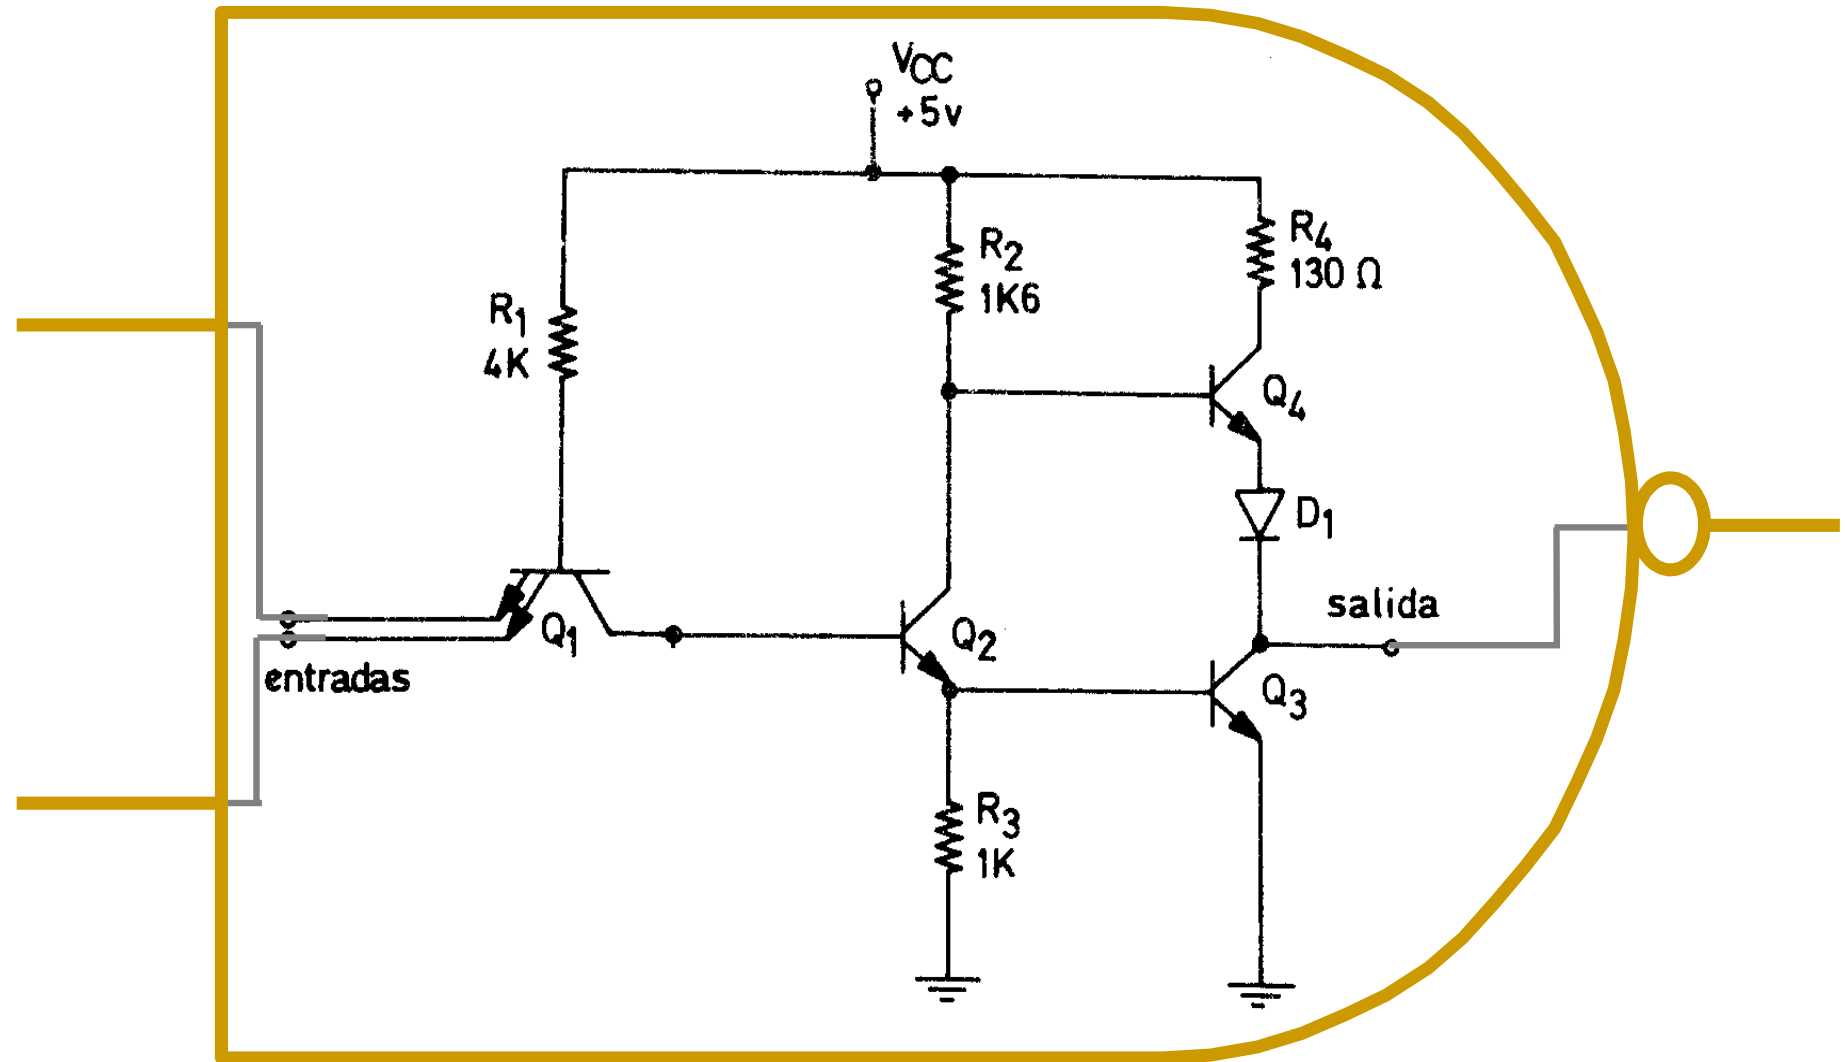 VCC
+5v
R1
4K
R2
1K6
R4
130 Ω
Q4
D1
salida
Q1
entradas
Q2
Q3
R3
1K